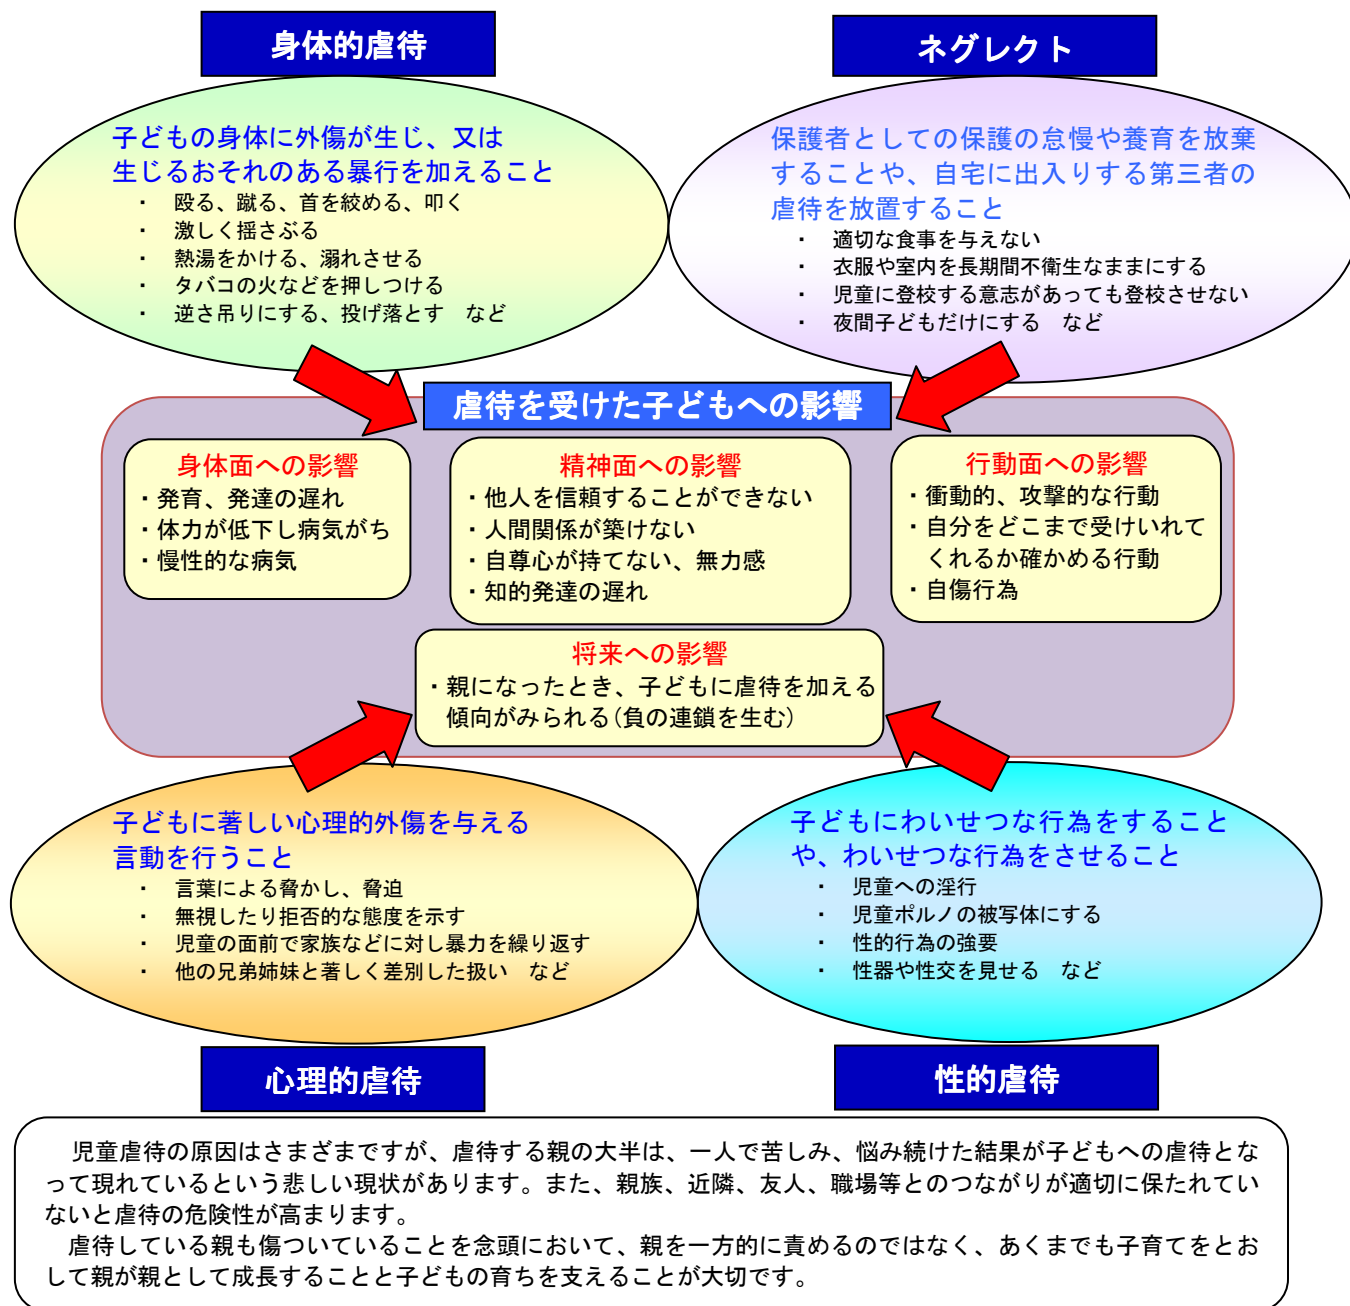 身体的虐待
子どもの身体に外傷が生じ、又は
生じるおそれのある暴行を加えること
・ 殴る、蹴る、首を絞める、叩く
・ 激しく揺さぶる
・ 熱湯をかける、溺れさせる
・ タバコの火などを押しつける
・ 逆さ吊りにする、投げ落とす　など
ネグレクト
保護者としての保護の怠慢や養育を放棄
することや、自宅に出入りする第三者の
虐待を放置すること
・ 適切な食事を与えない
・ 衣服や室内を長期間不衛生なままにする
・ 児童に登校する意志があっても登校させない
・ 夜間子どもだけにする　など
虐待を受けた子どもへの影響
身体面への影響
・発育、発達の遅れ
・体力が低下し病気がち
・慢性的な病気
精神面への影響
・他人を信頼することができない
・人間関係が築けない
・自尊心が持てない、無力感
・知的発達の遅れ
行動面への影響
・衝動的、攻撃的な行動
・自分をどこまで受けいれて
くれるか確かめる行動
・自傷行為
将来への影響
・親になったとき、子どもに虐待を加える
傾向がみられる(負の連鎖を生む)
子どもに著しい心理的外傷を与える
言動を行うこと
・ 言葉による脅かし、脅迫
・ 無視したり拒否的な態度を示す
・ 児童の面前で家族などに対し暴力を繰り返す
・ 他の兄弟姉妹と著しく差別した扱い　など
心理的虐待
子どもにわいせつな行為をすること
や、わいせつな行為をさせること
・ 児童への淫行
・ 児童ポルノの被写体にする
・ 性的行為の強要
・ 性器や性交を見せる　など
性的虐待
児童虐待の原因はさまざまですが、虐待する親の大半は、一人で苦しみ、悩み続けた結果が子どもへの虐待とな
って現れているという悲しい現状があります。また、親族、近隣、友人、職場等とのつながりが適切に保たれてい
ないと虐待の危険性が高まります。
虐待している親も傷ついていることを念頭において、親を一方的に責めるのではなく、あくまでも子育てをとお
して親が親として成長することと子どもの育ちを支えることが大切です。